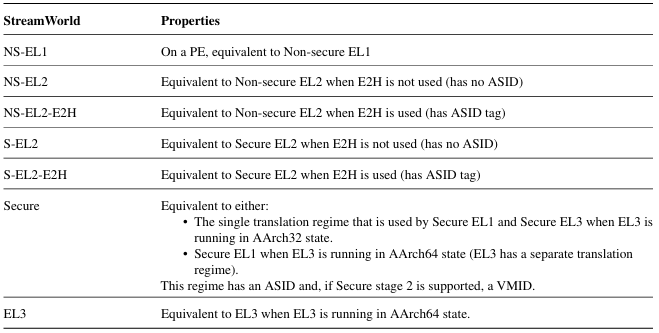 StreamWorld Properties
NS-EL1 On a PE, equivalent to Non-secure EL1
NS-EL2 Equivalent to Non-secure EL2 when E2H is not used (has no ASID)
NS-EL2-E2H Equivalent to Non-secure EL2 when E2H is used (has ASID tag)
S-EL2 Equivalent to Secure EL2 when E2H is not used (has no ASID)
S-EL2-E2H Equivalent to Secure EL2 when E2H is used (has ASID tag)
Secure Equivalent to either:
• The single translation regime that is used by Secure EL1 and Secure EL3 when EL3 is
running in AArch32 state.
• Secure EL1 when EL3 is running in AArch64 state (EL3 has a separate translation
regime).
This regime has an ASID and, if Secure stage 2 is supported, a VMID.
EL3 Equivalent to EL3 when EL3 is running in AArch64 state.